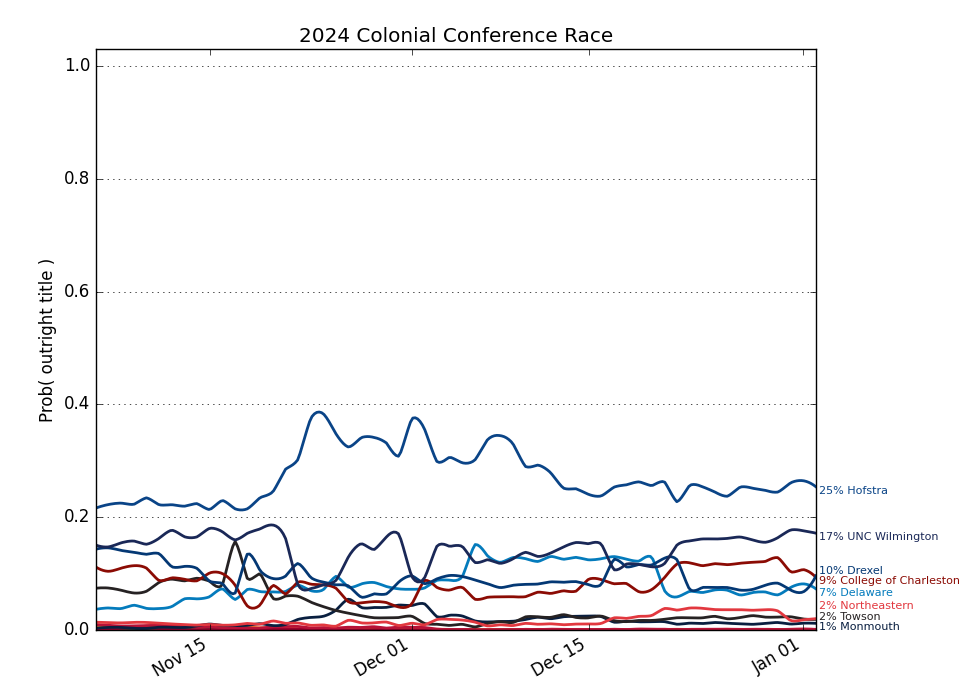 2024 Colonial Conference Race
Prob( outright title )
1.0
0.8
0.6
0.4
0.2
0.0
Nov 15
Dec 01
Dec 15
Jan 01
25% Hofstra
17% UNC Wilmington
10% Drexel
9% College of Charleston
7% Delaware
2% Northeastern
2% Towson
1% Monmouth